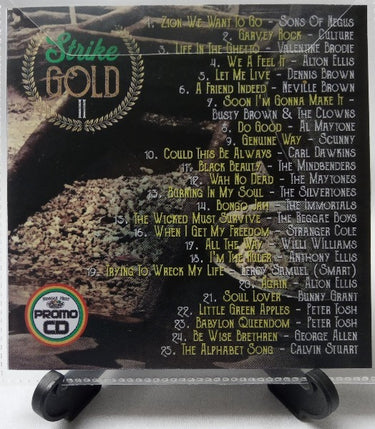 Strike
GOLD
II
1. Zion We Want To Go - Sons Of Negus
2. Garvey Rock - Culture
3. Life In The Ghetto - Valentine Brodie
4. We A Feel It - Alton Ellis
5. Let Me Live - Dennis Brown
6. A Friend Indeed - Neville Brown
7. Soon I'm Gonna Make It -
Busty Brown & The Clowns
8. Do Good - Al Maytone
9. Genuine Way - Scunny
10. Could This Be Always - Carl Dawkins
11. Black Beauty - The Mindbenders
12. Wah No Dead - The Maytones
13. Burning In My Soul - The Silvertones
14. Bongo Jah - The Immortals
15. The Wicked Must Survive - The Reggae Boys
16. When I Get My Freedom - Stranger Cole
17. All The Way - Willi Williams
18. I'm The Ruler - Anthony Ellis
19. Trying To Wreck My Life - Leroy Samuel (Smart)
20. Again - Alton Ellis
21. Soul Lover - Bunny Grant
22. Little Green Apples - Peter Tosh
23. Babylon Queendom - Peter Tosh
24. Be Wise Brethren - George Allen
25. The Alphabet Song - Calvin Stuart
PROMO
CD